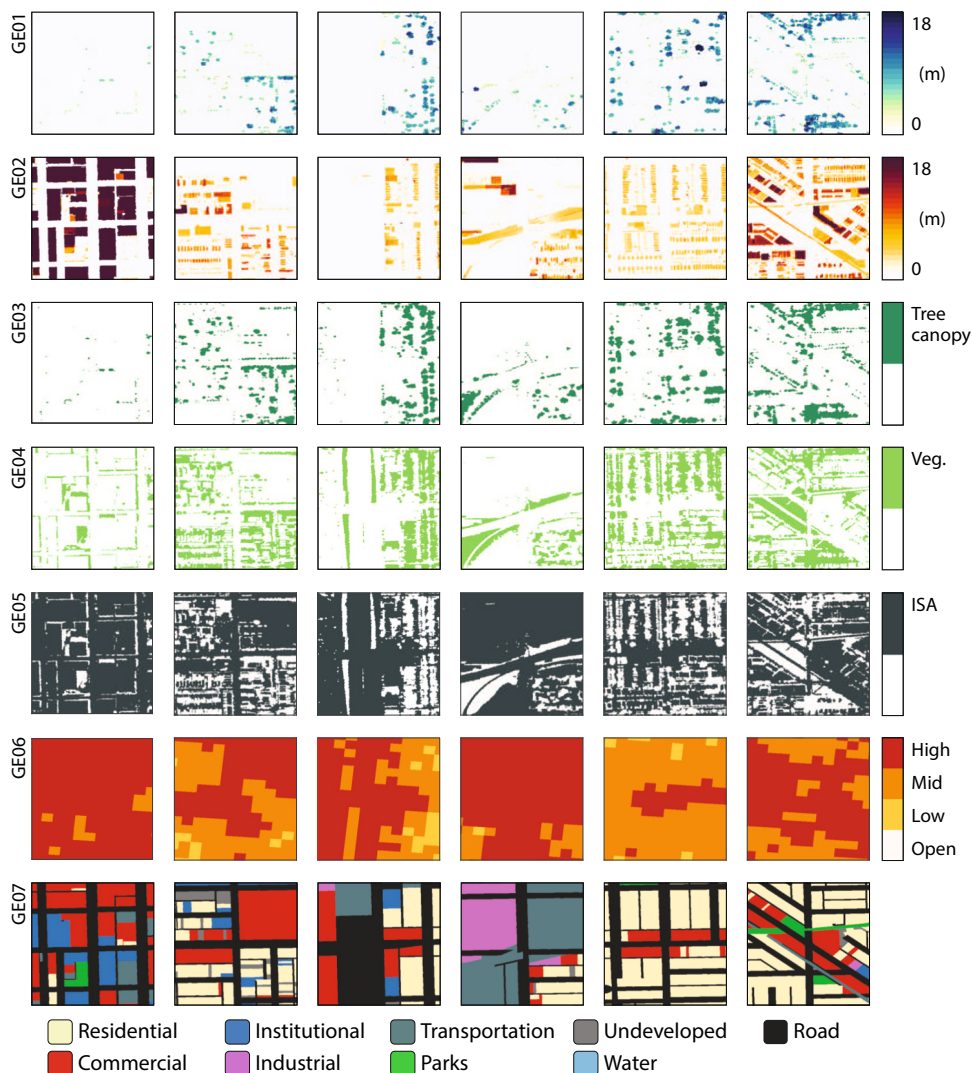 GE01
18
(m)
0
GE02
18
(m)
0
GE03
Tree
canopy
GE04
Veg.
GE05
ISA
GE06
High
Mid
Low
Open
GE07
Residential
Institutional
Transportation
Undeveloped
Road
Commercial
Industrial
Parks
Water